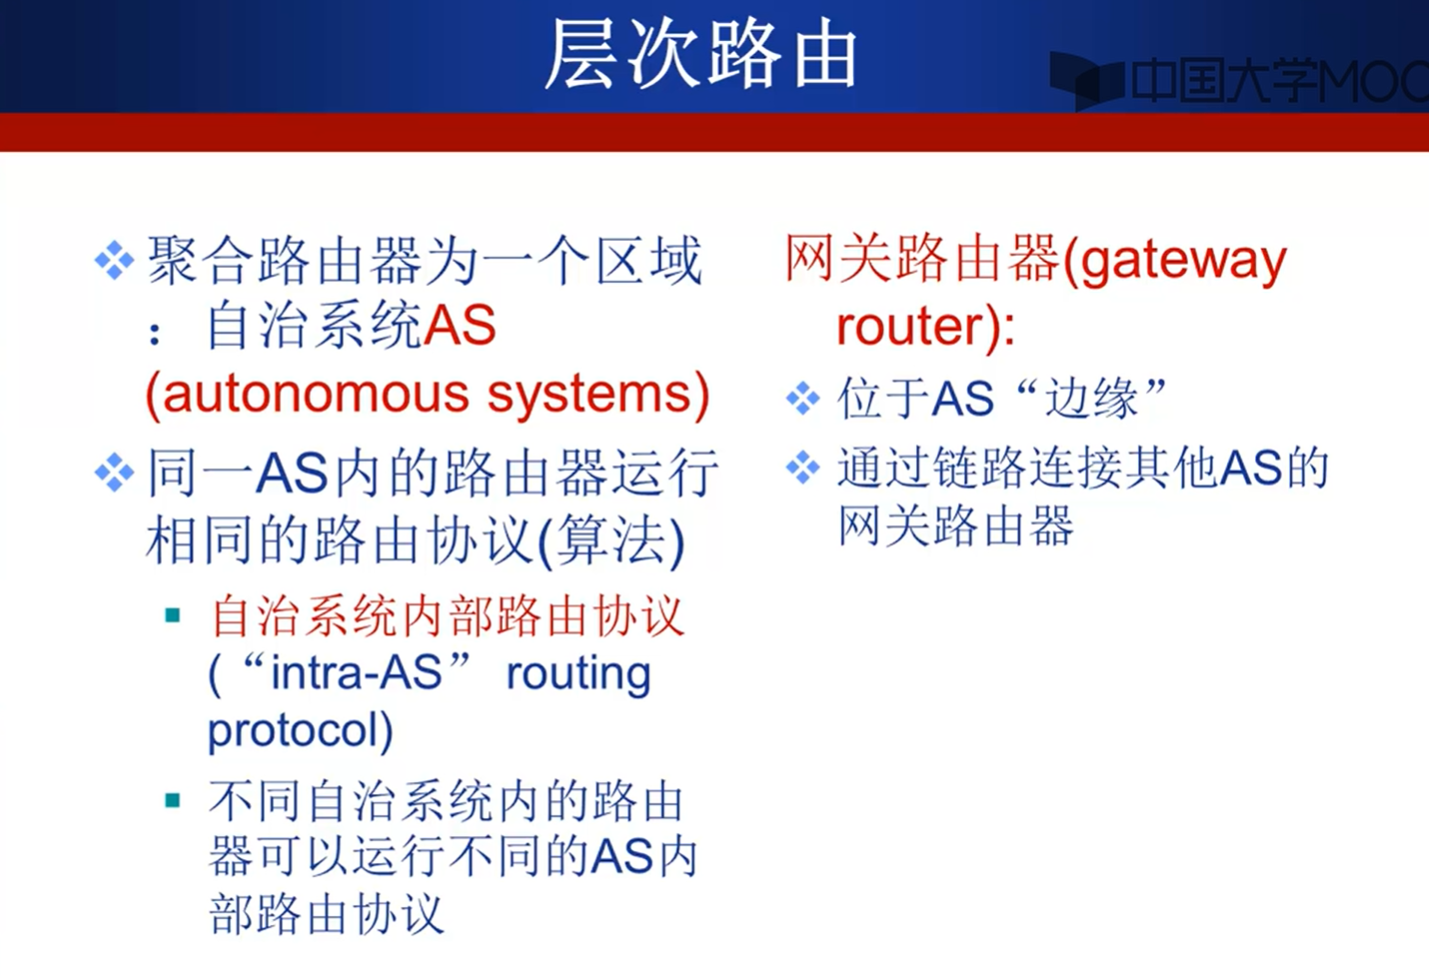 层次路由
中国大学MOO
聚合路由器为一个区域
：自治系统AS
(autonomous systems)
同一AS内的路由器运行
相同的路由协议(算法)
自治系统内部路由协议
(“intra-AS” routing
protocol)
不同自治系统内的路由
器可以运行不同的AS内
部路由协议
网关路由器(gateway
router):
位于AS“边缘”
通过链路连接其他AS的
网关路由器